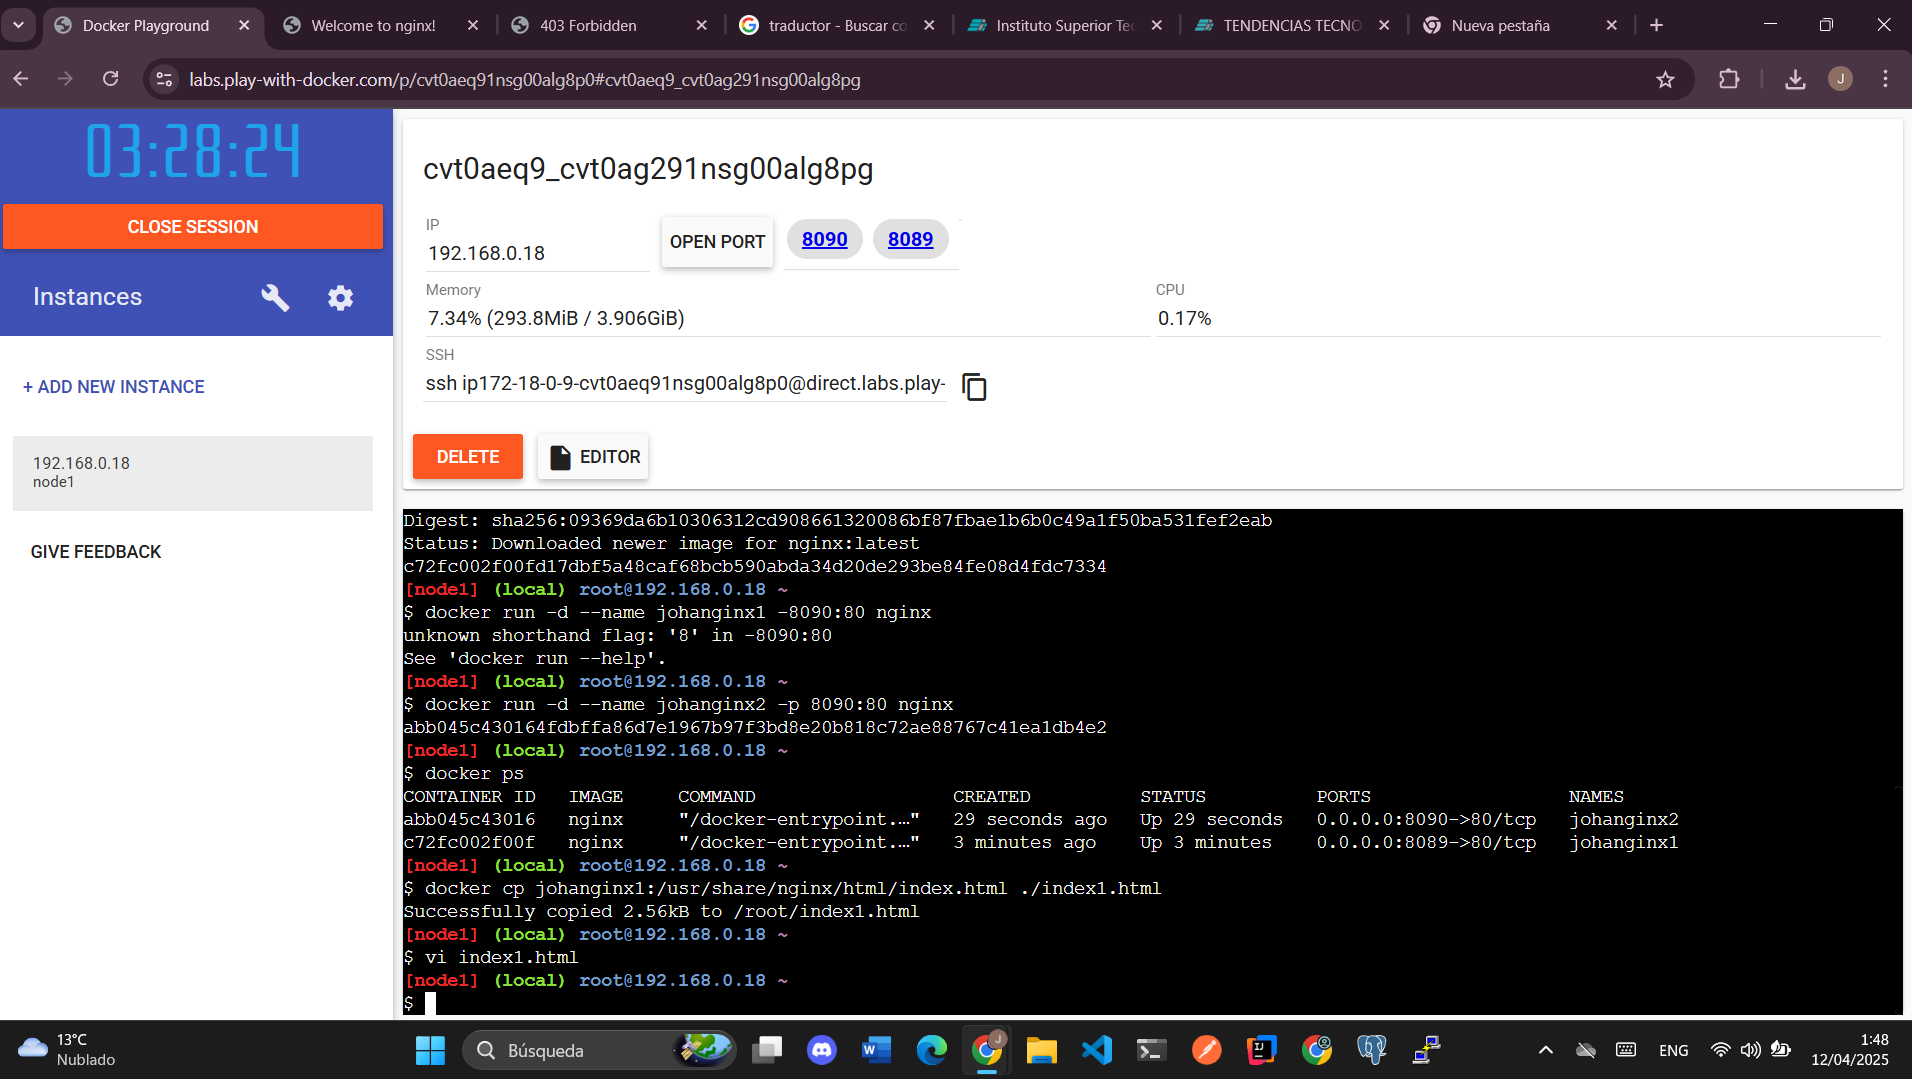 Docker Playground
Welcome to nginx!
403 Forbidden
traductor - Buscar co
Instituto Superior Tec
TENDENCIAS TECNO
Nueva pestaña
labs.play-with-docker.com/p/cvt0aeq91nsg00alg8p0#cvt0aeq9_cvt0ag291nsg00alg8pg
J
03:28:24
CLOSE SESSION
Instances
+ ADD NEW INSTANCE
192.168.0.18
node1
GIVE FEEDBACK
cvt0aeq9_cvt0ag291nsg00alg8pg
IP
192.168.0.18
OPEN PORT
8090
8089
Memory
7.34% (293.8MiB / 3.906GiB)
CPU
0.17%
SSH
ssh ip172-18-0-9-cvt0aeq91nsg00alg8p0@direct.labs.play-
DELETE
EDITOR
Digest: sha256:09369da6b10306312cd908661320086bf87fbae1b6b0c49a1f50ba531fef2eab
Status: Downloaded newer image for nginx:latest
c72fc002f00fd17dbf5a48caf68bcb590abda34d20de293be84fe08d4fdc7334
[node1] (local) root@192.168.0.18 ~
$ docker run -d --name johanginx1 -8090:80 nginx
unknown shorthand flag: '8' in -8090:80
See 'docker run --help'.
[node1] (local) root@192.168.0.18 ~
$ docker run -d --name johanginx2 -p 8090:80 nginx
abb045c430164fdbffa86d7e1967b97f3bd8e20b818c72ae88767c41ea1db4e2
[node1] (local) root@192.168.0.18 ~
$ docker ps
CONTAINER ID   IMAGE     COMMAND                  CREATED          STATUS          PORTS                  NAMES
abb045c43016   nginx     "/docker-entrypoint.…"   29 seconds ago   Up 29 seconds   0.0.0.0:8090->80/tcp   johanginx2
c72fc002f00f   nginx     "/docker-entrypoint.…"   3 minutes ago    Up 3 minutes    0.0.0.0:8089->80/tcp   johanginx1
[node1] (local) root@192.168.0.18 ~
$ docker cp johanginx1:/usr/share/nginx/html/index.html ./index1.html
Successfully copied 2.56kB to /root/index1.html
[node1] (local) root@192.168.0.18 ~
$ vi index1.html
[node1] (local) root@192.168.0.18 ~
$
13°C
Nublado
Búsqueda
ENG
1:48
12/04/2025